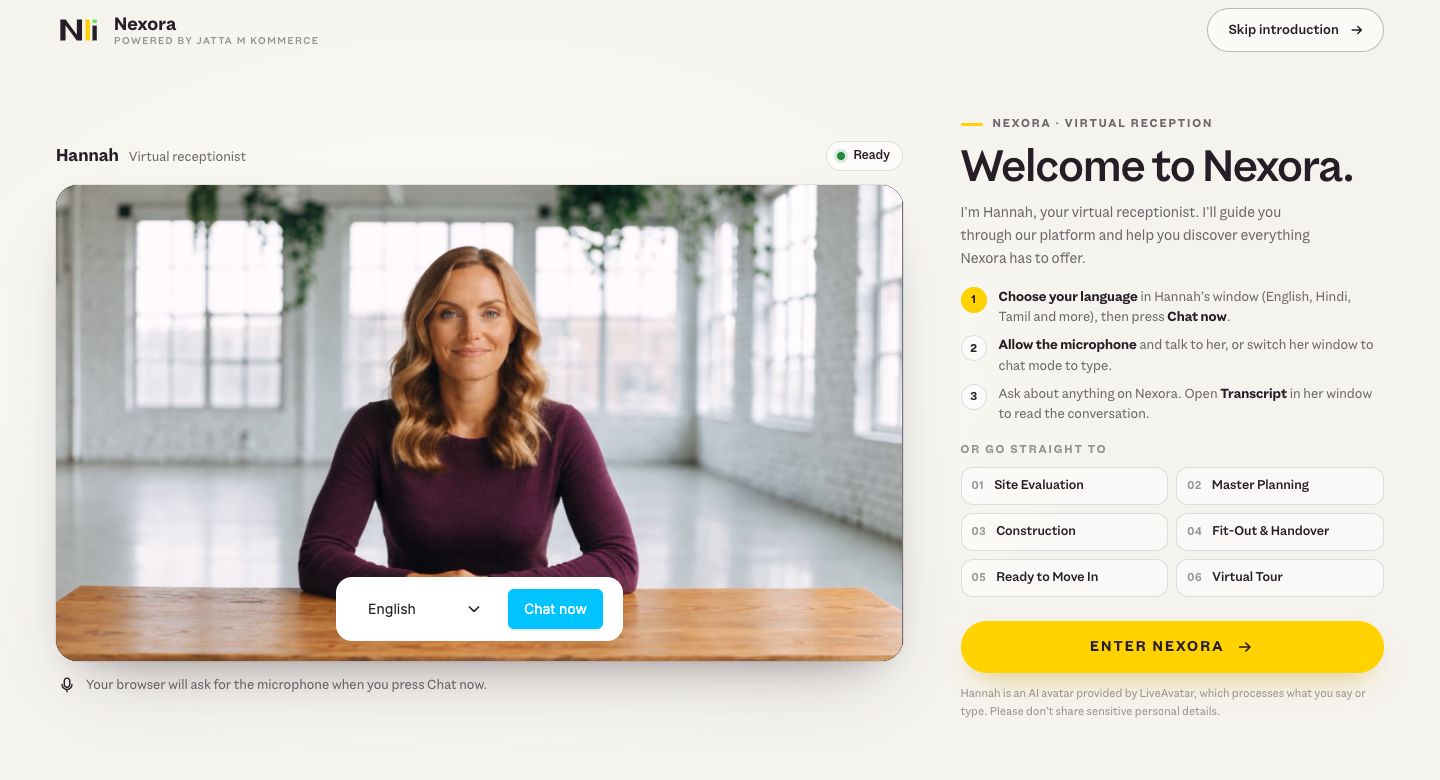 Nexora
POWERED BY JATTA M KOMMERCE
Skip introduction
Hannah Virtual receptionist
Ready
English
Chat now
Your browser will ask for the microphone when you press Chat now.
NEXORA · VIRTUAL RECEPTION
Welcome to Nexora.
I'm Hannah, your virtual receptionist. I'll guide you
through our platform and help you discover everything
Nexora has to offer.
1 Choose your language in Hannah's window (English, Hindi,
Tamil and more), then press Chat now.
2 Allow the microphone and talk to her, or switch her window to
chat mode to type.
3 Ask about anything on Nexora. Open Transcript in her window
to read the conversation.
OR GO STRAIGHT TO
01 Site Evaluation
02 Master Planning
03 Construction
04 Fit-Out & Handover
05 Ready to Move In
06 Virtual Tour
ENTER NEXORA
Hannah is an AI avatar provided by LiveAvatar, which processes what you say or
type. Please don't share sensitive personal details.